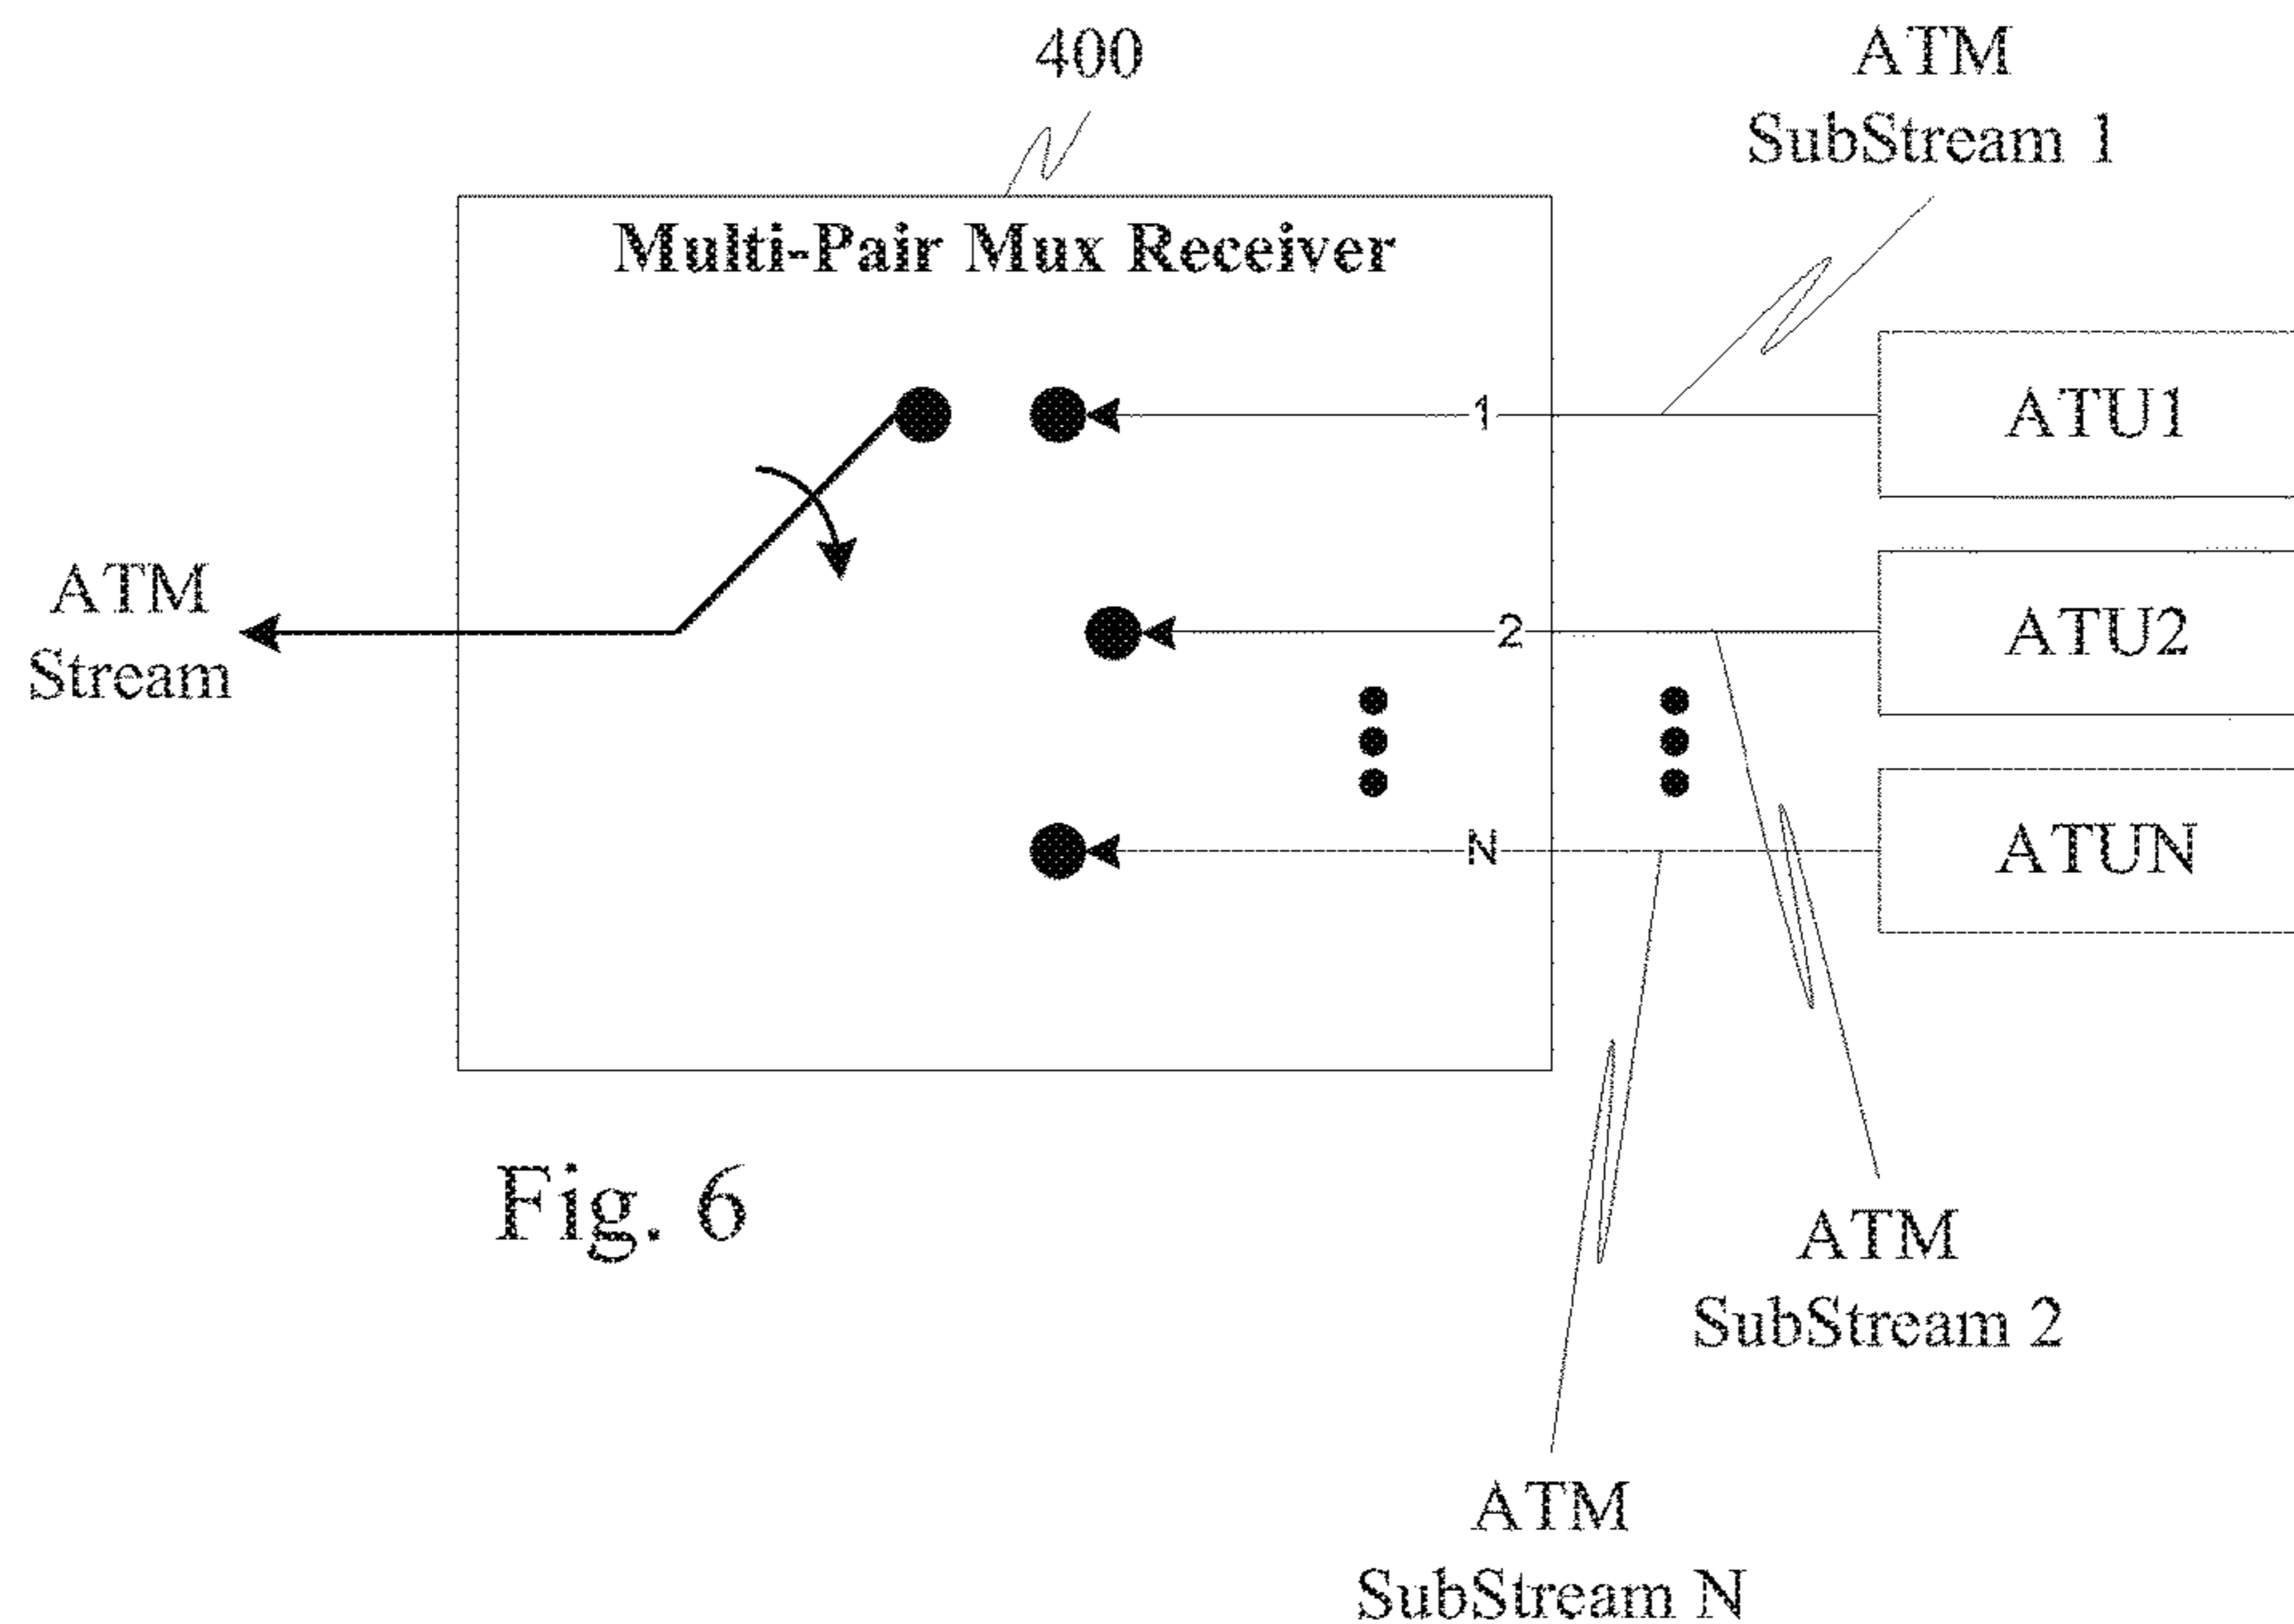 400
ATM
SubStream 1
Multi-Pair Mux Receiver
1
ATU1
ATM
Stream
2
ATU2
N
ATUN
Fig. 6
ATM
SubStream 2
ATM
SubStream N